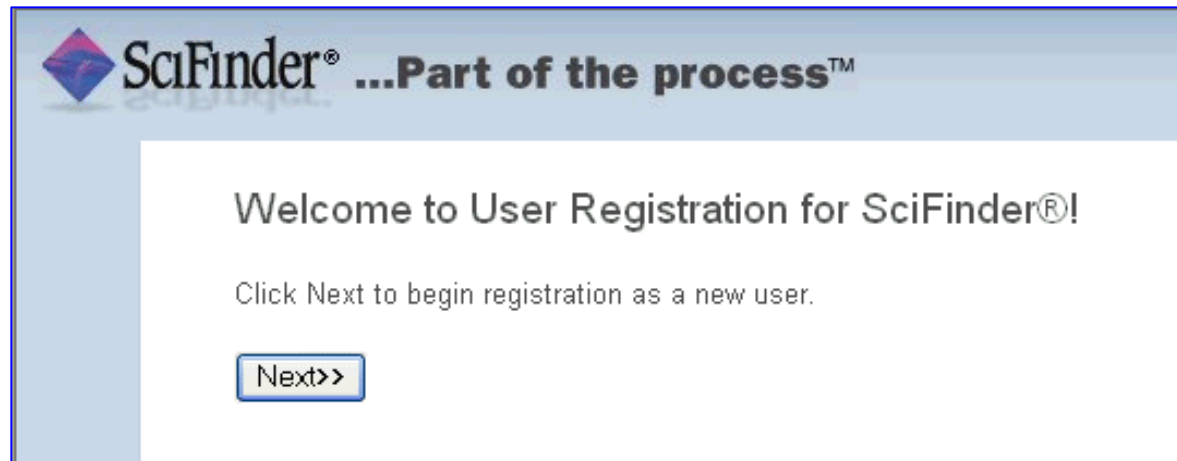 SciFinder® ...Part of the process™
Welcome to User Registration for SciFinder®!
Click Next to begin registration as a new user.
Next>>